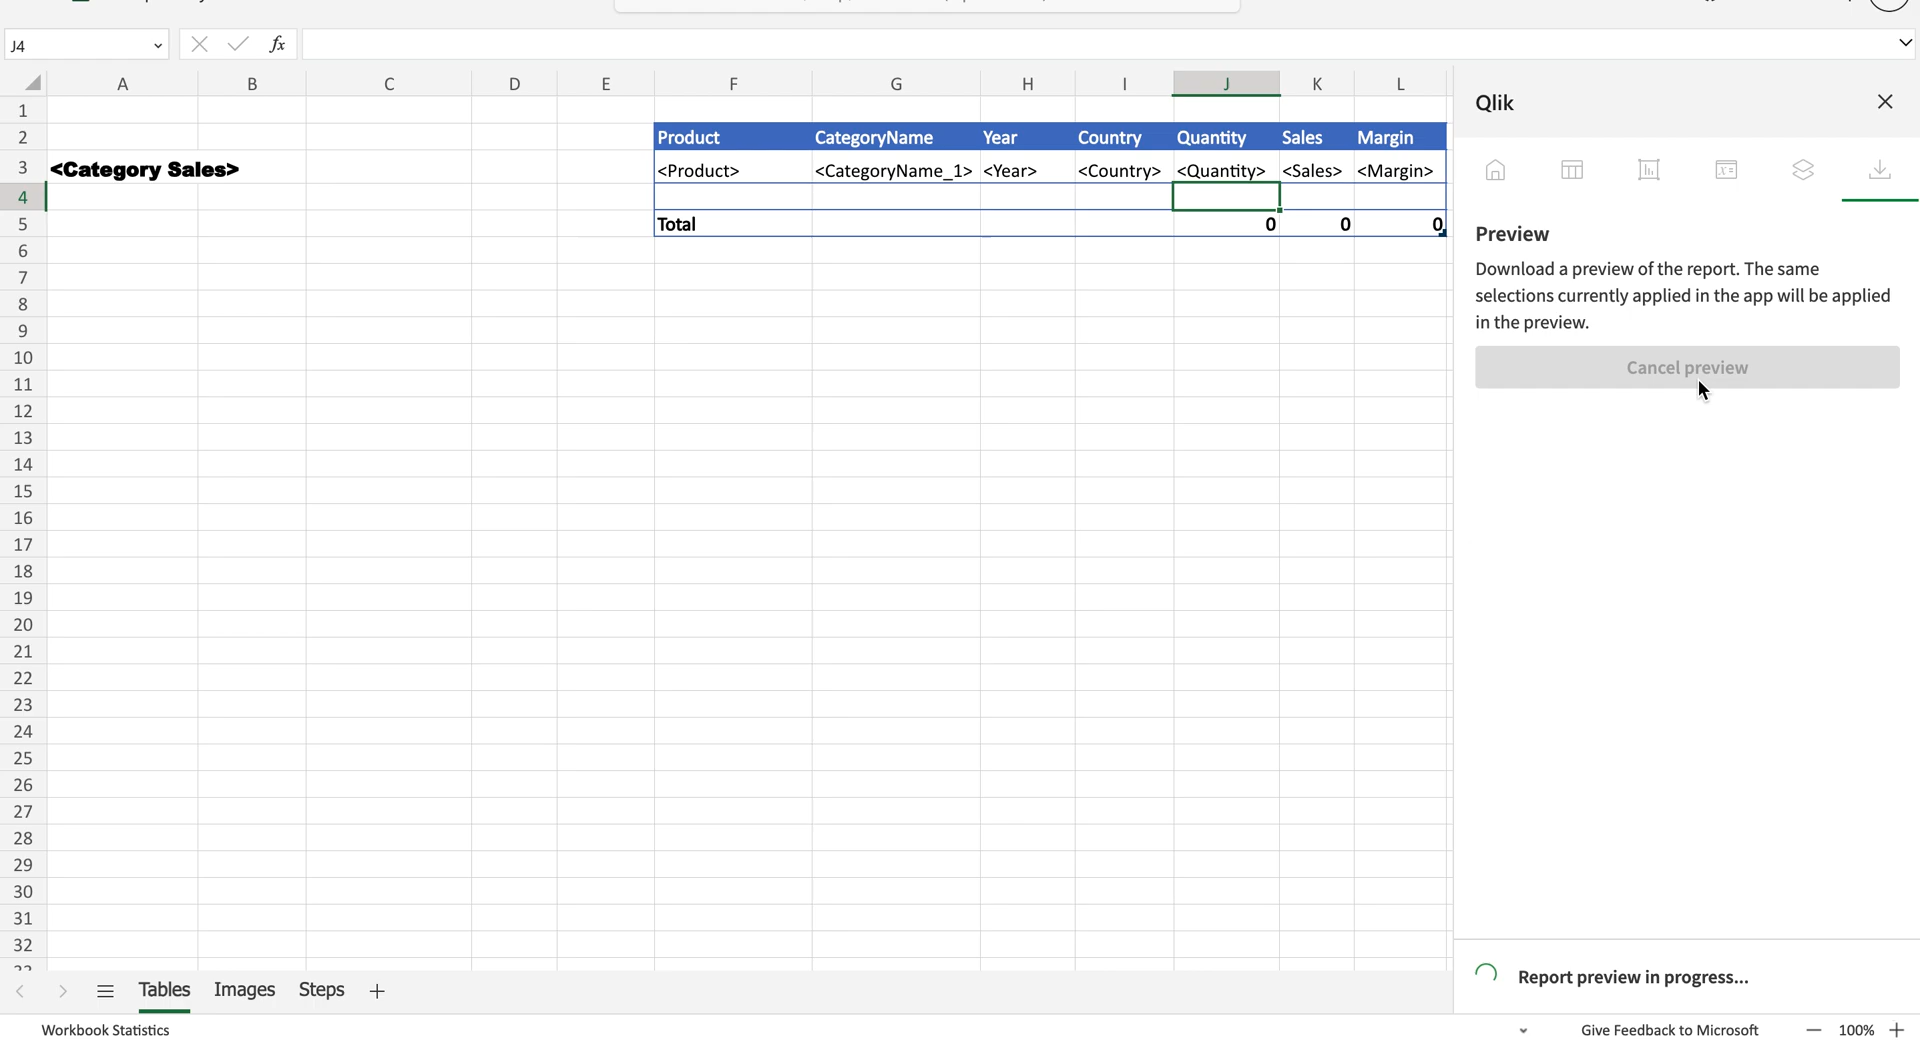 J4
fx
A B C D E F G H I J K L
1
2 Product CategoryName Year Country Quantity Sales Margin
3 <Category Sales> <Product> <CategoryName_1> <Year> <Country> <Quantity> <Sales> <Margin>
4
5 Total 0 0 0
6
7
8
9
10
11
12
13
14
15
16
17
18
19
20
21
22
23
24
25
26
27
28
29
30
31
32
Tables Images Steps
Workbook Statistics
Qlik
Preview
Download a preview of the report. The same
selections currently applied in the app will be applied
in the preview.
Cancel preview
Report preview in progress...
Give Feedback to Microsoft
100%